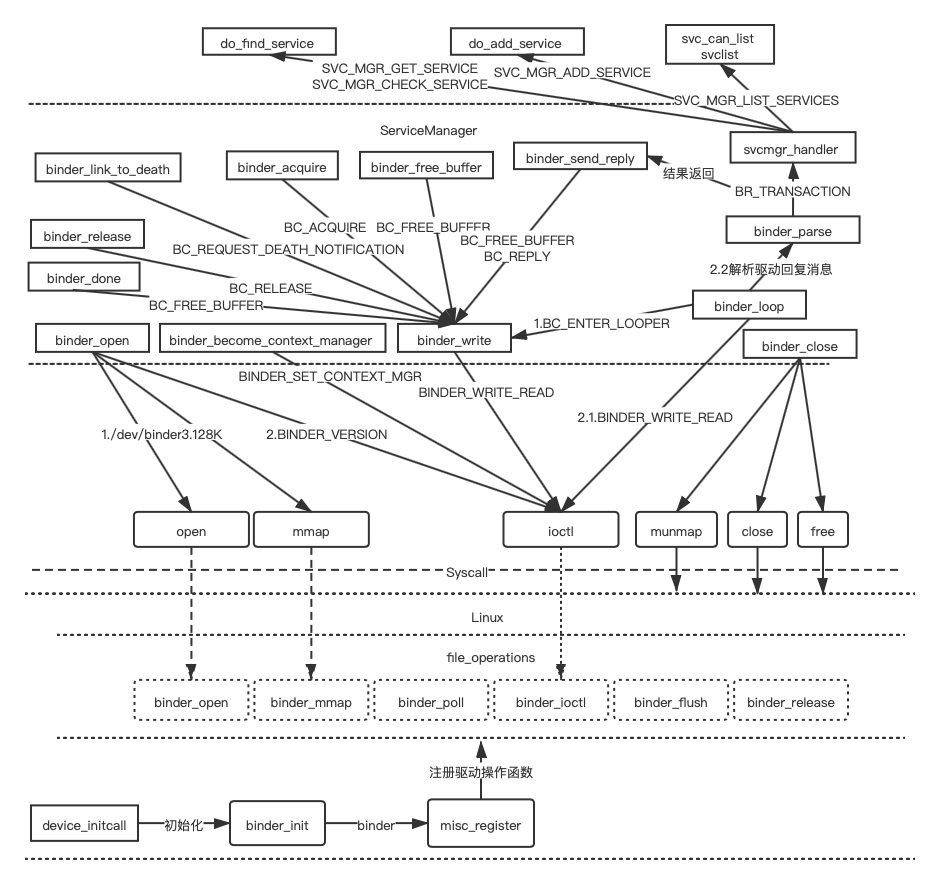 do_find_service
do_add_service
svc_can_list
svclist
SVC_MGR_GET_SERVICE
SVC_MGR_CHECK_SERVICE
SVC_MGR_ADD_SERVICE
SVC_MGR_LIST_SERVICES
ServiceManager
svcmgr_handler
binder_link_to_death
binder_acquire
binder_free_buffer
binder_send_reply
结果返回
BR_TRANSACTION
binder_release
BC_ACQUIRE
BC_FREE_BUFFER
BC_REQUEST_DEATH_NOTIFICATION
BC_FREE_BUFFER
BC_REPLY
binder_parse
binder_done
BC_RELEASE
BC_FREE_BUFFER
2.2解析驱动回复消息
binder_loop
1.BC_ENTER_LOOPER
binder_open
binder_become_context_manager
binder_write
binder_close
BINDER_SET_CONTEXT_MGR
BINDER_WRITE_READ
2.1.BINDER_WRITE_READ
1./dev/binder
3.128K
2.BINDER_VERSION
open
mmap
ioctl
munmap
close
free
Syscall
Linux
file_operations
binder_open
binder_mmap
binder_poll
binder_ioctl
binder_flush
binder_release
注册驱动操作函数
device_initcall
初始化
binder_init
binder
misc_register